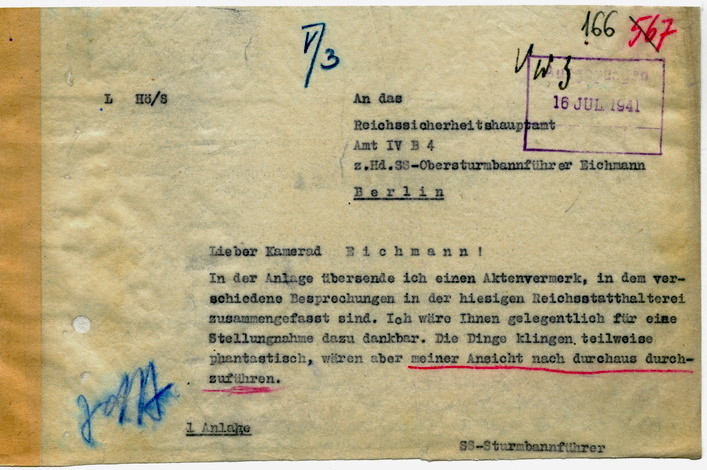 166 567
V/3
16 JUL 1941
L Hö/S
An das
Reichssicherheitshauptamt
Amt IV B 4
z.Hd.SS-Obersturmbannführer Eichmann
Berlin
Lieber Kamerad Eichmann!
In der Anlage übersende ich einen Aktenvermerk, in dem ver-
schiedene Besprechungen in der hiesigen Reichsstatthalterei
zusammengefasst sind. Ich wäre Ihnen gelegentlich für eine
Stellungnahme dazu dankbar. Die Dinge klingen teilweise
phantastisch, wären aber meiner Ansicht nach durchaus durch-
zuführen.
1 Anlage
SS-Sturmbannführer